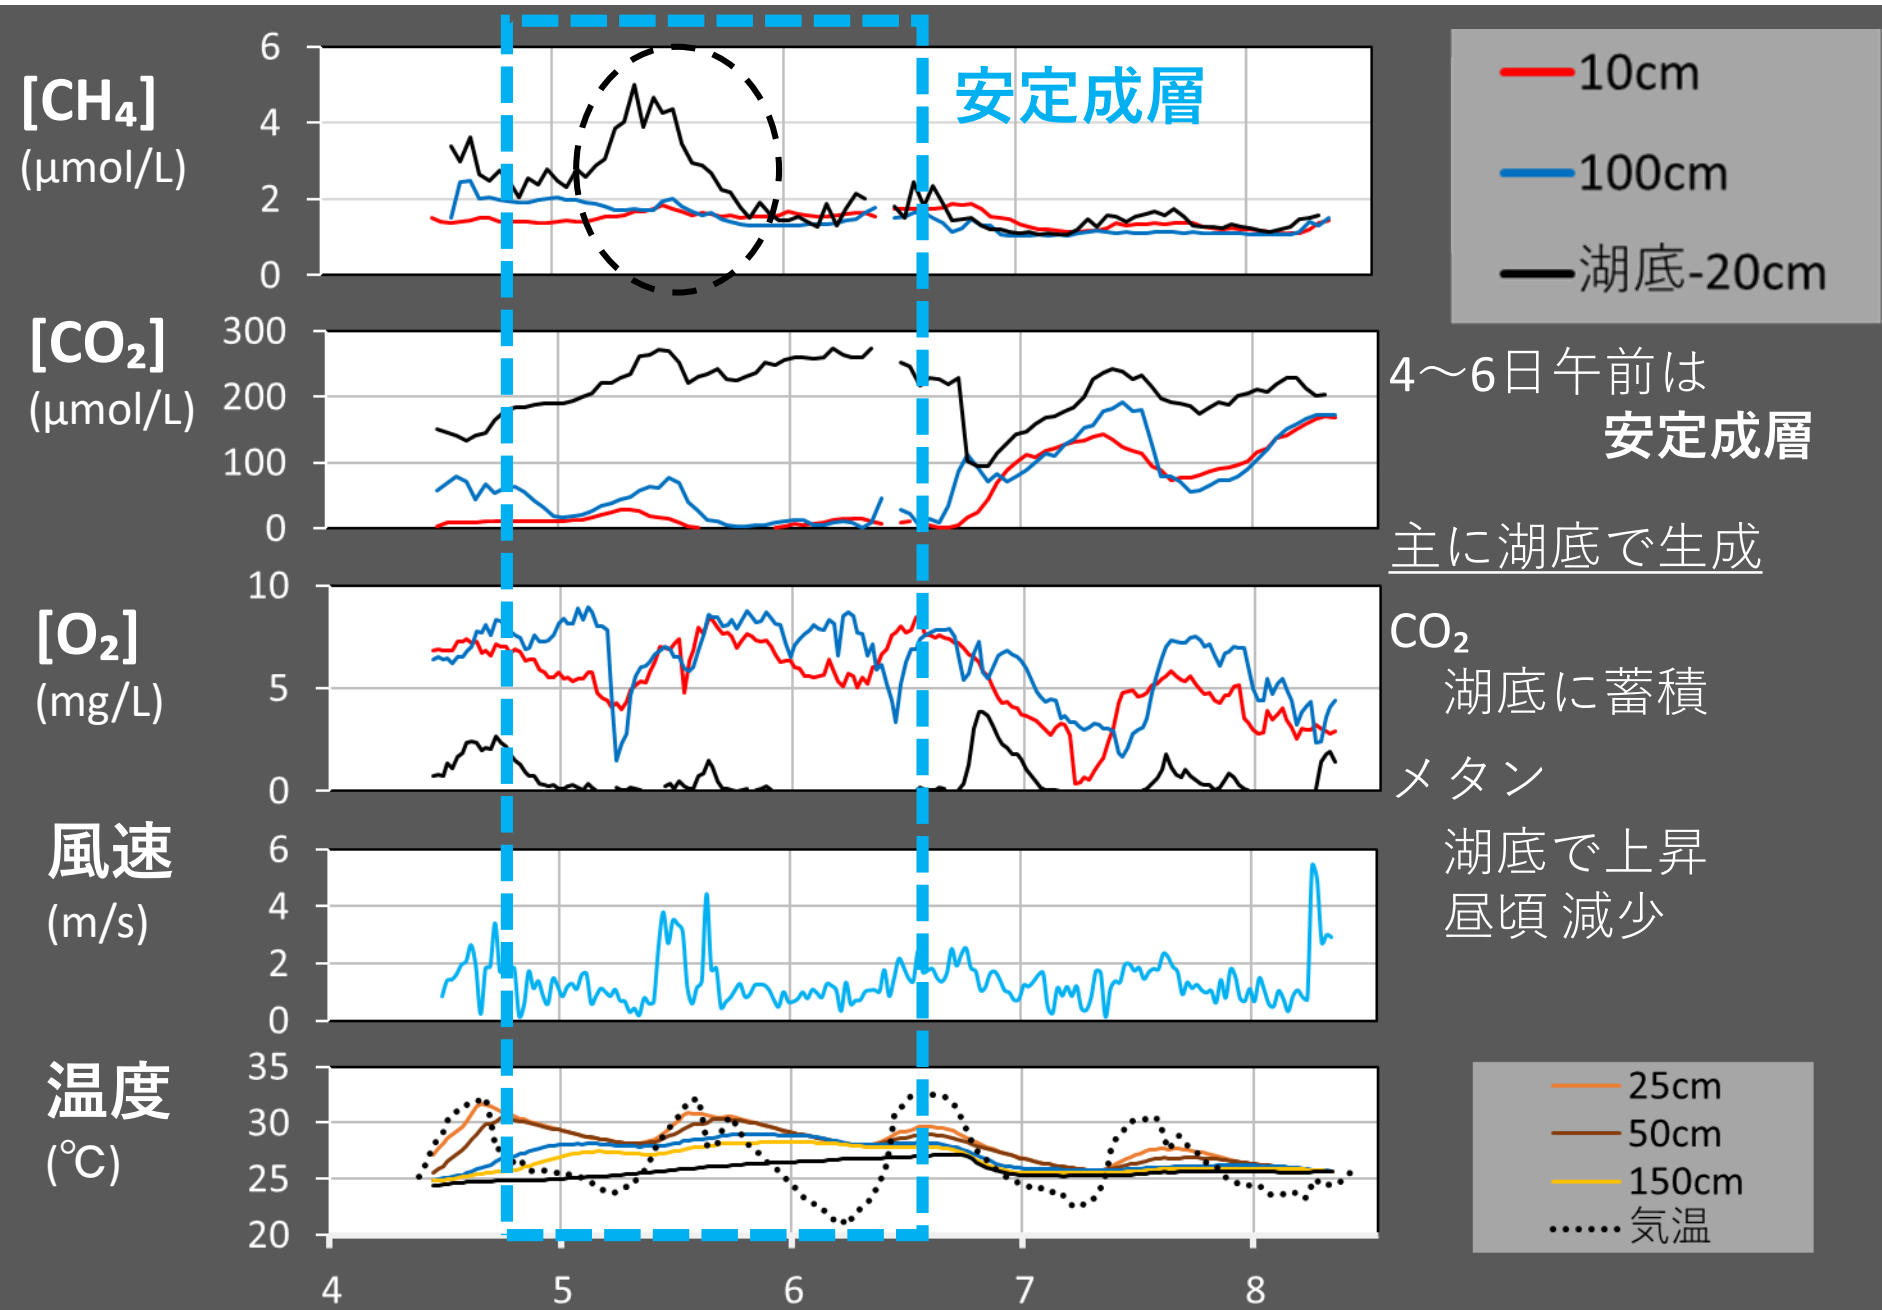 [CH₄]
(μmol/L)
6
4
2
0
安定成層
10cm
100cm
湖底-20cm
[CO₂]
(μmol/L)
300
200
100
0
4～6日午前は
安定成層
主に湖底で生成
[O₂]
(mg/L)
10
5
0
CO₂
湖底に蓄積
メタン
湖底で上昇
昼頃 減少
風速
(m/s)
6
4
2
0
温度
(℃)
35
30
25
20
25cm
50cm
150cm
気温
4 5 6 7 8